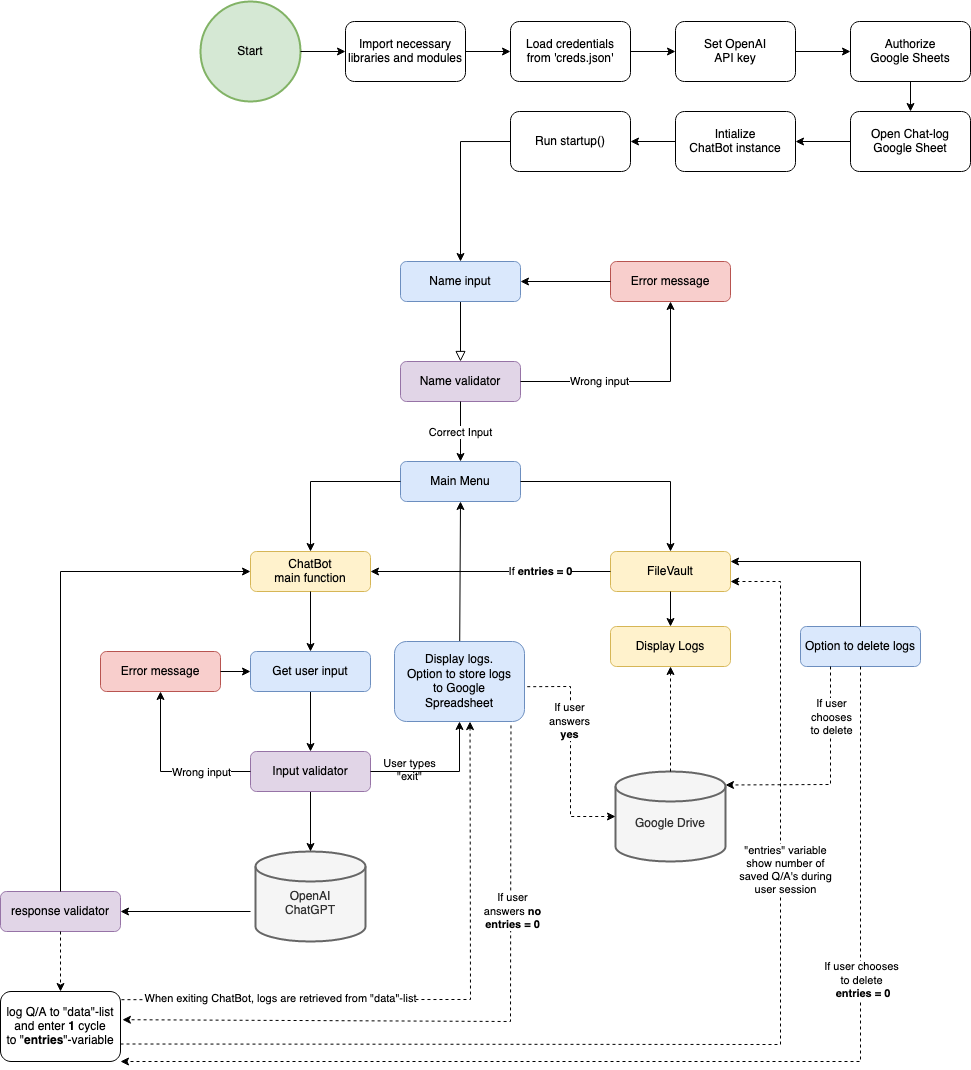 Start
Import necessary
libraries and modules
Load credentials
from 'creds.json'
Set OpenAI
API key
Authorize
Google Sheets
Run startup()
Intialize
ChatBot instance
Open Chat-log
Google Sheet
Name input
Error message
Name validator
Wrong input
Correct Input
Main Menu
ChatBot
main function
If entries = 0
FileVault
Error message
Get user input
Display logs.
Option to store logs
to Google
Spreadsheet
Display Logs
Option to delete logs
If user
answers
yes
If user
chooses
to delete
Wrong input
Input validator
User types
"exit"
Google Drive
OpenAI
ChatGPT
"entries" variable
show number of
saved Q/A's during
user session
response validator
If user
answers no
entries = 0
If user chooses
to delete
entries = 0
When exiting ChatBot, logs are retrieved from "data"-list
log Q/A to "data"-list
and enter 1 cycle
to "entries"-variable